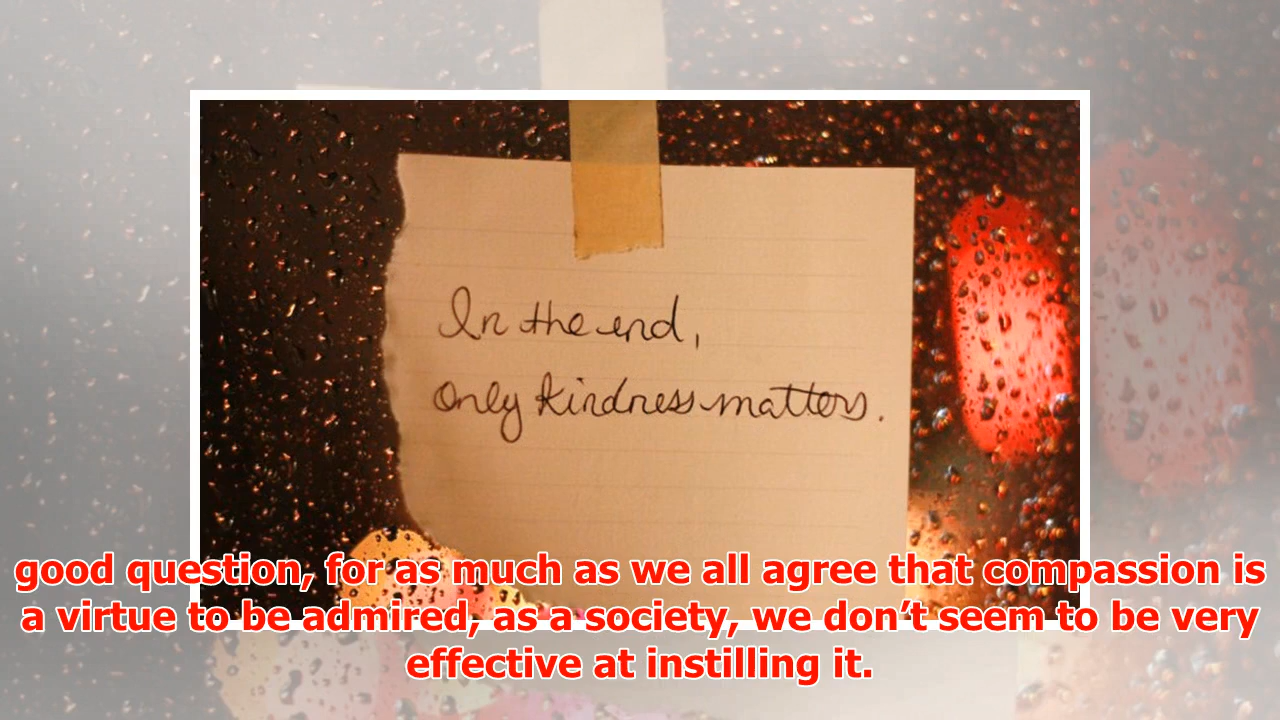 In the end,
only kindness matters.
good question, for as much as we all agree that compassion is
a virtue to be admired, as a society, we don’t seem to be very
effective at instilling it.